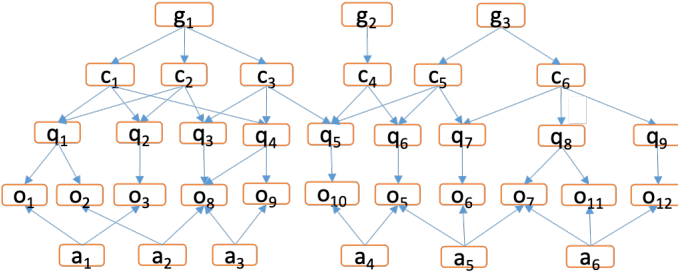 g1 g2 g3
c1 c2 c3 c4 c5 c6
q1 q2 q3 q4 q5 q6 q7 q8 q9
o1 o2 o3 o8 o9 o10 o5 o6 o7 o11 o12
a1 a2 a3 a4 a5 a6